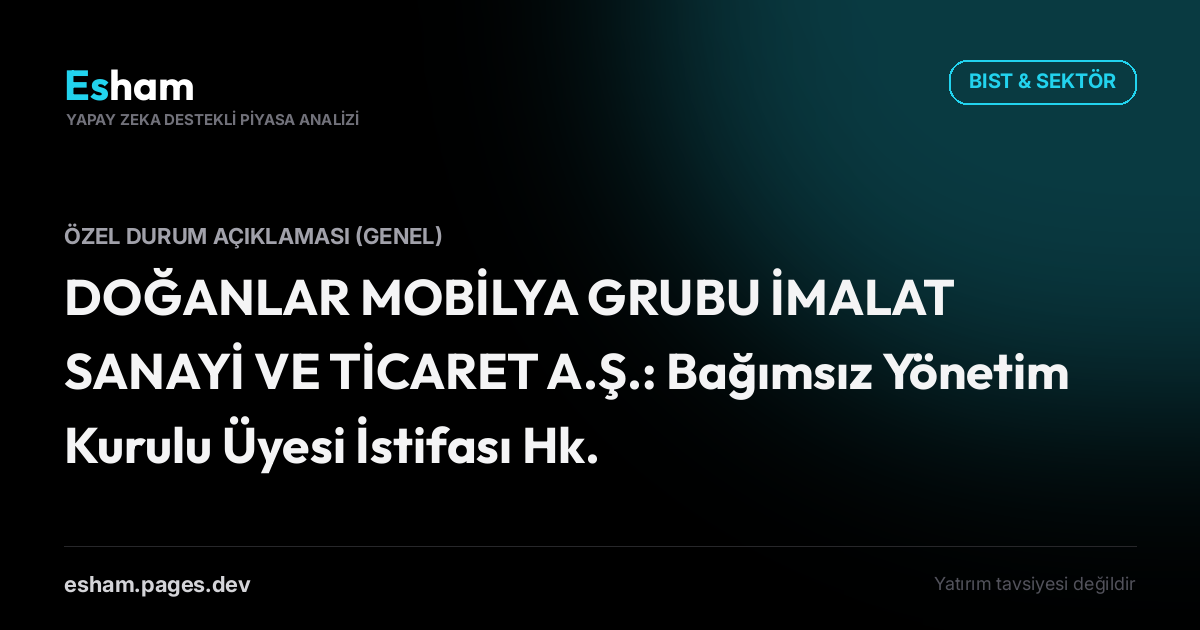 Esham
YAPAY ZEKA DESTEKLİ PİYASA ANALİZİ
BIST & SEKTÖR
ÖZEL DURUM AÇIKLAMASI (GENEL)
DOĞANLAR MOBİLYA GRUBU İMALAT
SANAYİ VE TİCARET A.Ş.: Bağımsız Yönetim
Kurulu Üyesi İstifası Hk.
esham.pages.dev
Yatırım tavsiyesi değildir